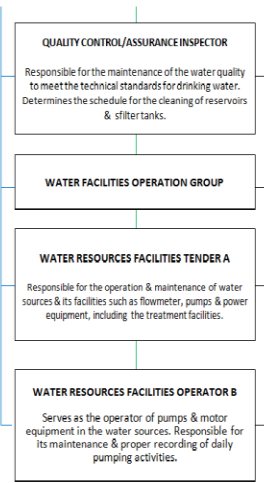 QUALITY CONTROL/ASSURANCE INSPECTOR
Responsible for the maintenance of the water quality
to meet the technical standards for drinking water.
Determines the schedule for the cleaning of reservoirs
& sfilter tanks.
WATER FACILITIES OPERATION GROUP
WATER RESOURCES FACILITIES TENDER A
Responsible for the operation & maintenance of water
sources & its facilities such as flowmeter, pumps & power
equipment, including the treatment facilities.
WATER RESOURCES FACILITIES OPERATOR B
Serves as the operator of pumps & motor
equipment in the water sources. Responsible for
its maintenance & proper recording of daily
pumping activities.